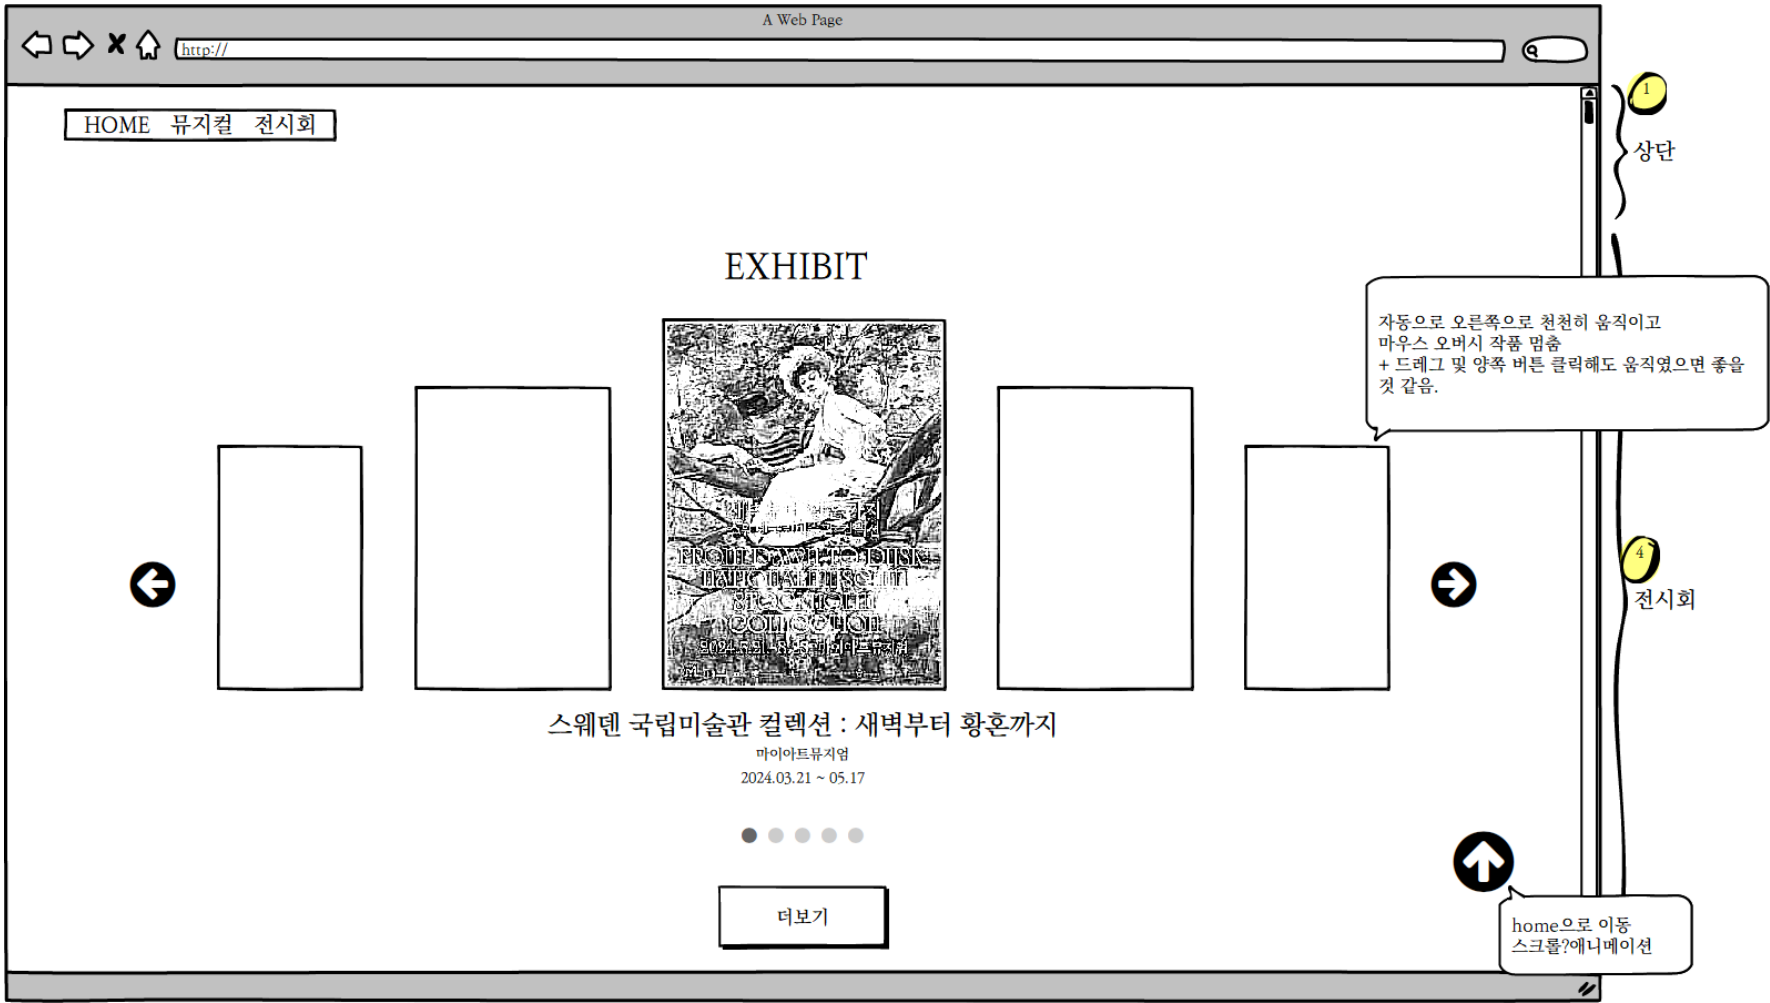 A Web Page
http://
1
HOME 뮤지컬 전시회
상단
EXHIBIT
자동으로 오른쪽으로 천천히 움직이고
마우스 오버시 작품 멈춤
+ 드레그 및 양쪽 버튼 클릭해도 움직였으면 좋을
것 같음.
4
전시회
NATIONALMUSEUM
STOCKHOLM
COLLECTION
스웨덴 국립미술관 컬렉션 : 새벽부터 황혼까지
마이아트뮤지엄
2024.03.21 ~ 05.17
더보기
home으로 이동
스크롤?애니메이션